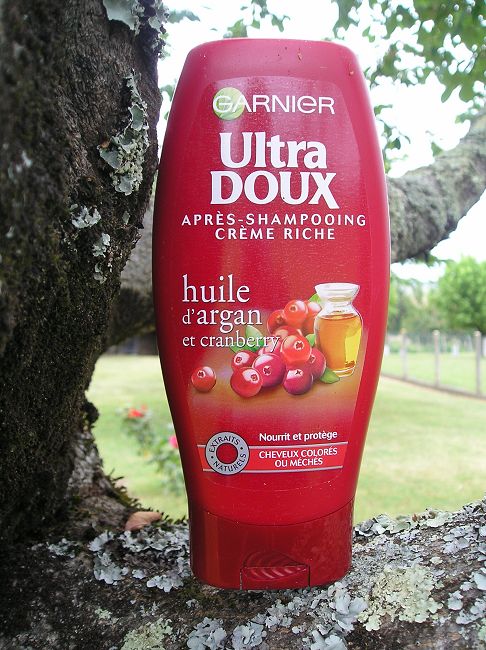 GARNIER
Ultra
DOUX
APRÈS-SHAMPOOING
CRÈME RICHE
huile
d'argan
et cranberry
Nourrit et protège
EXTRAITS NATURELS
CHEVEUX COLORÉS
OU MÉCHÉS